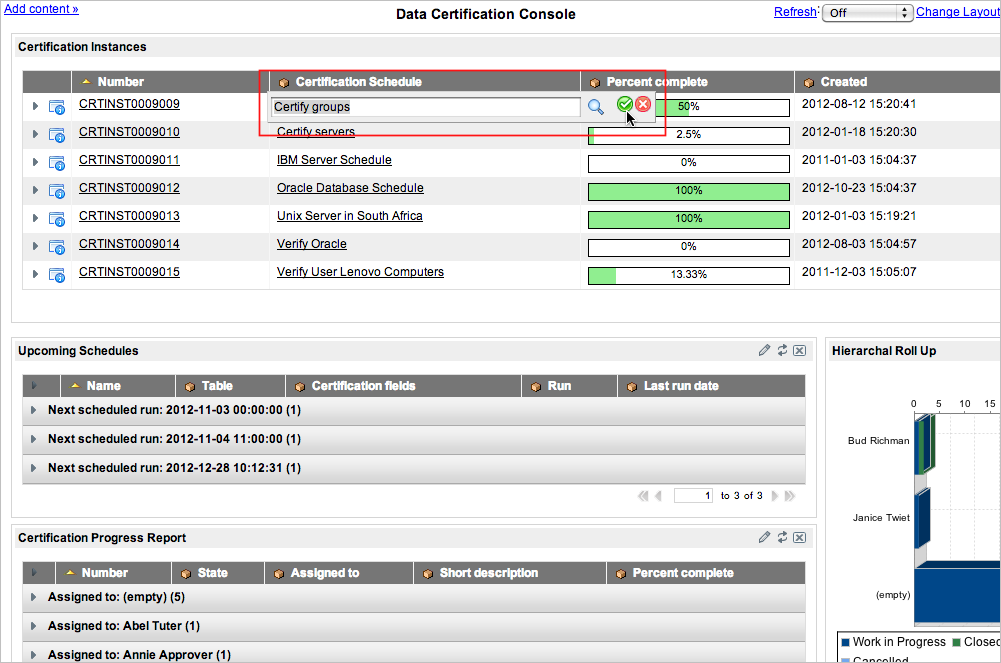 Add content »
Data Certification Console
Refresh: Off Change Layout
Certification Instances
Number Certification Schedule Percent complete Created
CRTINST0009009 Certify groups 50% 2012-08-12 15:20:41
CRTINST0009010 Certify servers 2.5% 2012-01-18 15:20:30
CRTINST0009011 IBM Server Schedule 0% 2011-01-03 15:04:37
CRTINST0009012 Oracle Database Schedule 100% 2012-10-23 15:04:37
CRTINST0009013 Unix Server in South Africa 100% 2012-01-03 15:19:21
CRTINST0009014 Verify Oracle 0% 2012-08-03 15:04:57
CRTINST0009015 Verify User Lenovo Computers 13.33% 2011-12-03 15:05:07
Upcoming Schedules
Name Table Certification fields Run Last run date
Next scheduled run: 2012-11-03 00:00:00 (1)
Next scheduled run: 2012-11-04 11:00:00 (1)
Next scheduled run: 2012-12-28 10:12:31 (1)
1 to 3 of 3
Certification Progress Report
Number State Assigned to Short description Percent complete
Assigned to: (empty) (5)
Assigned to: Abel Tuter (1)
Assigned to: Annie Approver (1)
Hierarchal Roll Up
0 5 10 15
Bud Richman
Janice Twiet
(empty)
Work in Progress Closed
Cancelled